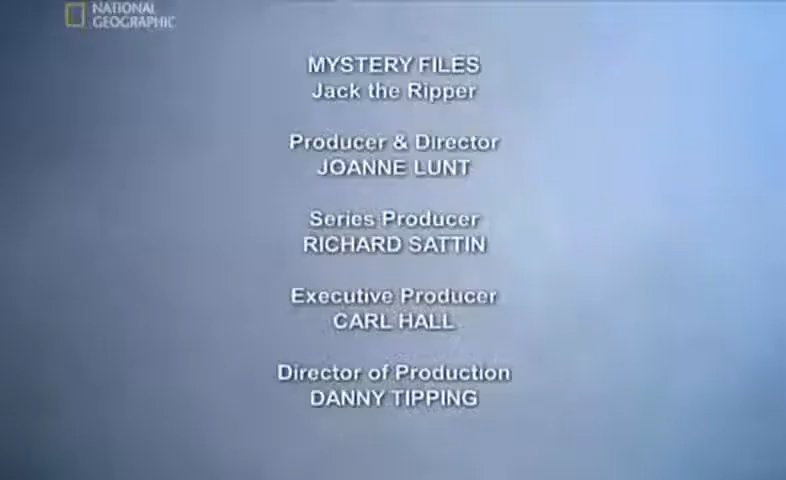 NATIONAL
GEOGRAPHIC
MYSTERY FILES
Jack the Ripper
Producer & Director
JOANNE LUNT
Series Producer
RICHARD SATTIN
Executive Producer
CARL HALL
Director of Production
DANNY TIPPING